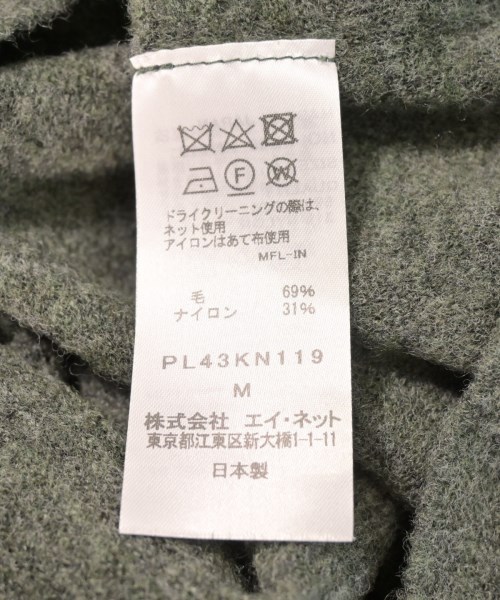 F W
ドライクリーニングの際は、
ネット使用
アイロンはあて布使用
MFL-IN
毛 69%
ナイロン 31%
PL43KN119
M
株式会社 エイ・ネット
東京都江東区新大橋1-1-11
日本製